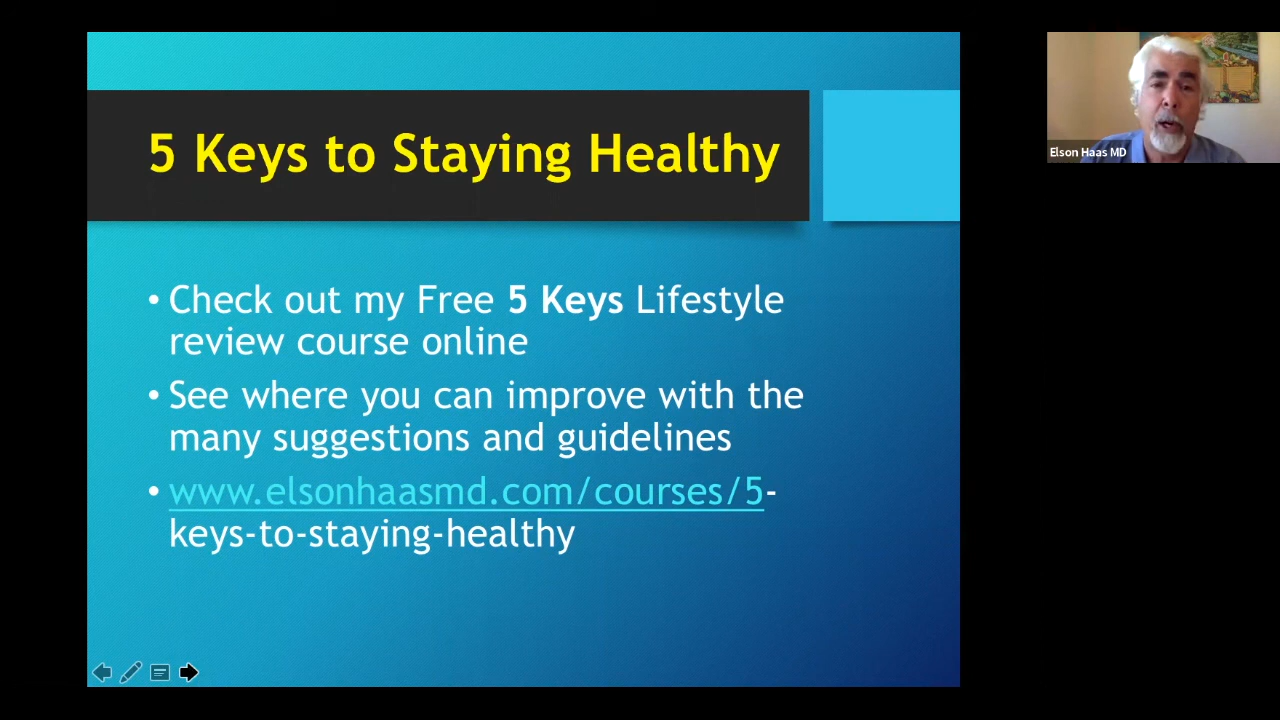 5 Keys to Staying Healthy
• Check out my Free 5 Keys Lifestyle
review course online
• See where you can improve with the
many suggestions and guidelines
• www.elsonhaasmd.com/courses/5-
keys-to-staying-healthy
Elson Haas MD